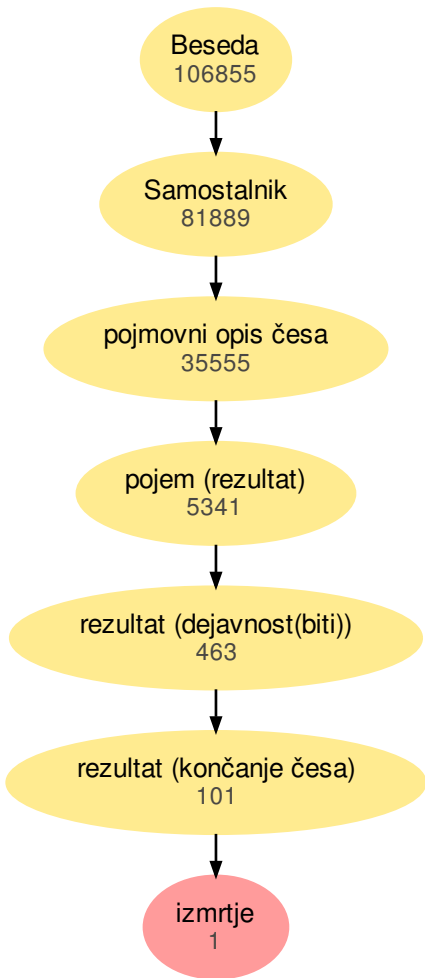 Beseda
106855
Samostalnik
81889
pojmovni opis česa
35555
pojem (rezultat)
5341
rezultat (dejavnost(biti))
463
rezultat (končanje česa)
101
izmrtje
1